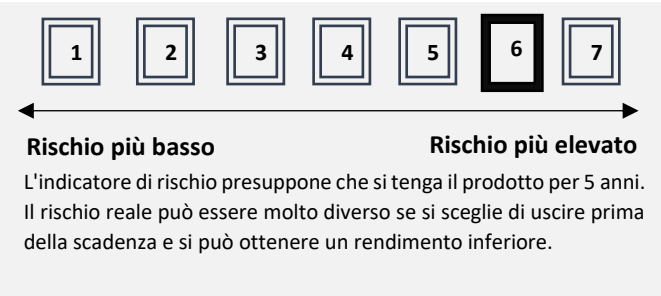 1 2 3 4 5 6 7
Rischio più basso Rischio più elevato
L'indicatore di rischio presuppone che si tenga il prodotto per 5 anni.
Il rischio reale può essere molto diverso se si sceglie di uscire prima
della scadenza e si può ottenere un rendimento inferiore.